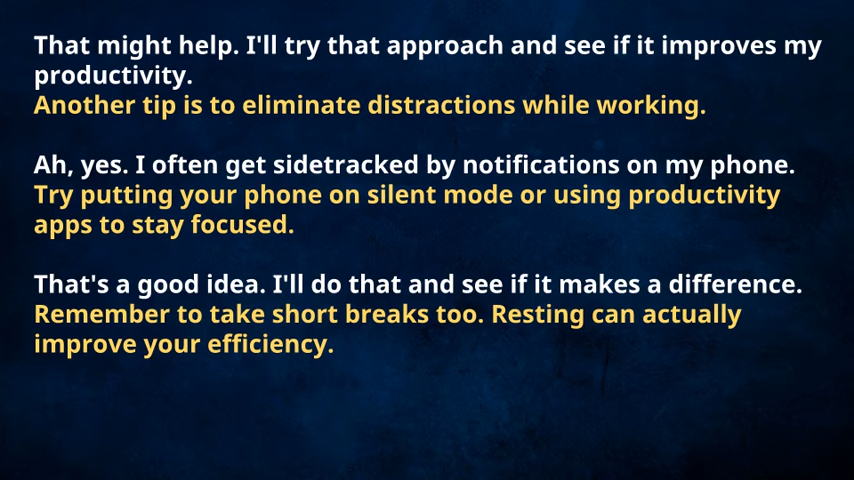 That might help. I'll try that approach and see if it improves my
productivity.
Another tip is to eliminate distractions while working.
Ah, yes. I often get sidetracked by notifications on my phone.
Try putting your phone on silent mode or using productivity
apps to stay focused.
That's a good idea. I'll do that and see if it makes a difference.
Remember to take short breaks too. Resting can actually
improve your efficiency.